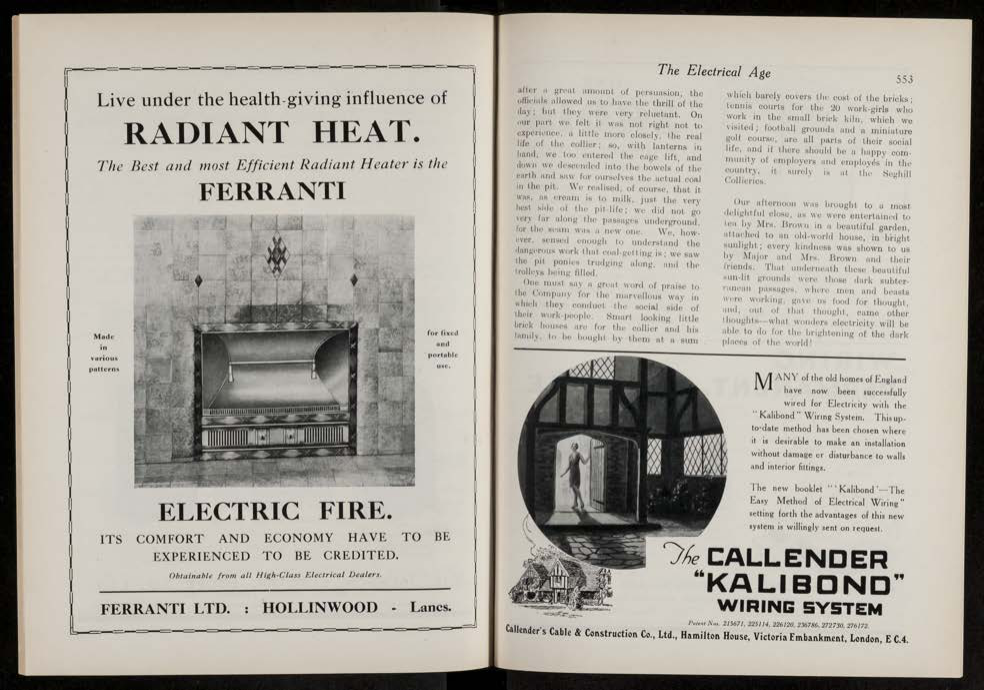 Live under the health-giving influence of
RADIANT HEAT.
The Best and most Efficient Radiant Heater is the
FERRANTI
Made
in
various
patterns
for fixed
and
portable
use.
ELECTRIC FIRE.
ITS COMFORT AND ECONOMY HAVE TO BE
EXPERIENCED TO BE CREDITED.
Obtainable from all High-Class Electrical Dealers.
FERRANTI LTD. : HOLLINWOOD - Lancs.
The Electrical Age
553
after a great amount of persuasion, the
officials allowed us to have the thrill of the
day; but they were very reluctant. On
our part we felt it was not right not to
experience, a little more closely, the real
life of the collier; so, with lanterns in
hand, we too entered the cage lift, and
down we descended into the bowels of the
earth and saw for ourselves the actual coal
in the pit. We realised, of course, that it
was, as cream is to milk, just the very
best side of the pit-life; we did not go
very far along the passages underground,
for the seam was a new one. We, how-
ever, sensed enough to understand the
dangerous work that coal-getting is; we saw
the pit ponies trudging along, and the
trolleys being filled.
One must say a great word of praise to
the Company for the marvellous way in
which they conduct the social side of
their work-people. Smart looking little
brick houses are for the collier and his
family, to be bought by them at a sum
which barely covers the cost of the bricks;
tennis courts for the 20 work-girls who
work in the small brick kiln, which we
visited; football grounds and a miniature
golf course, are all parts of their social
life, and if there should be a happy com-
munity of employers and employés in the
country, it surely is at the Seghill
Collieries.
Our afternoon was brought to a most
delightful close, as we were entertained to
tea by Mrs. Brown in a beautiful garden,
attached to an old-world house, in bright
sunlight; every kindness was shown to us
by Major and Mrs. Brown and their
friends. That underneath these beautiful
sun-lit grounds were those dark subter-
ranean passages, where men and beasts
were working, gave us food for thought,
and, out of that thought, came other
thoughts—what wonders electricity will be
able to do for the brightening of the dark
places of the world!
MANY of the old homes of England
have now been successfully
wired for Electricity with the
"Kalibond" Wiring System. This up-
to-date method has been chosen where
it is desirable to make an installation
without damage or disturbance to walls
and interior fittings.
The new booklet "'Kalibond'—The
Easy Method of Electrical Wiring"
setting forth the advantages of this new
system is willingly sent on request.
The CALLENDER
"KALIBOND"
WIRING SYSTEM
Patent Nos. 213671, 225114, 226120, 236786, 272730, 276172.
Callender's Cable & Construction Co., Ltd., Hamilton House, Victoria Embankment, London, E C.4.